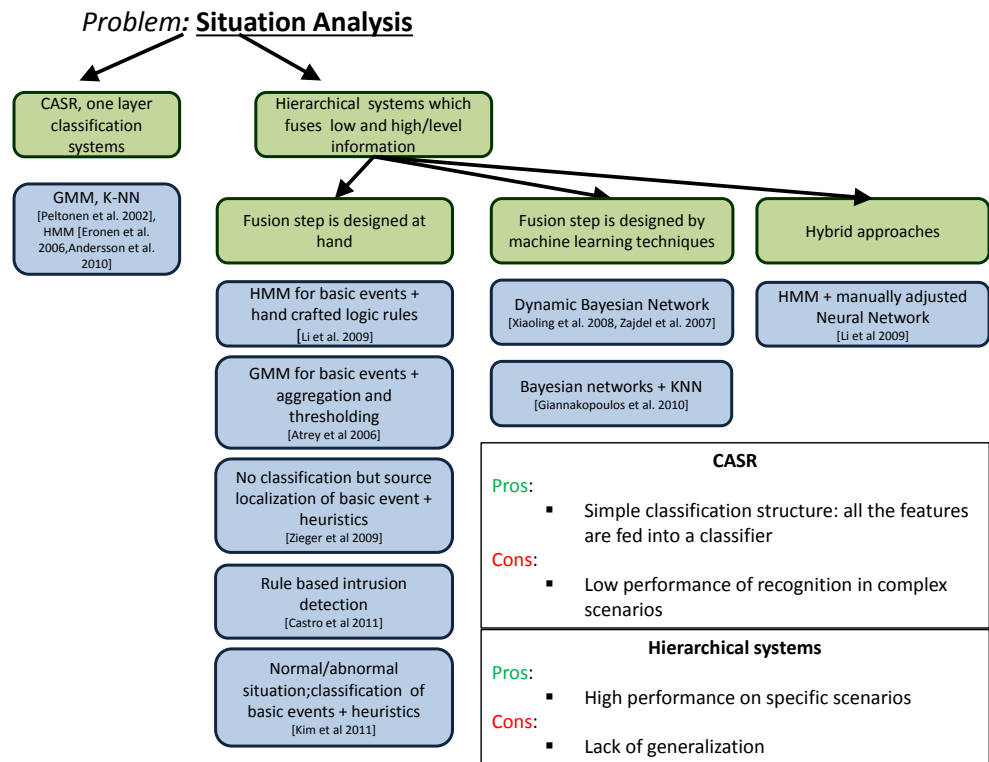 Problem: Situation Analysis
CASR, one layer
classification
systems
Hierarchical systems which
fuses low and high/level
information
GMM, K-NN
[Peltonen et al. 2002],
HMM [Eronen et al.
2006,Andersson et al.
2010]
Fusion step is designed at
hand
Fusion step is designed by
machine learning techniques
Hybrid approaches
HMM for basic events +
hand crafted logic rules
[Li et al. 2009]
GMM for basic events +
aggregation and
thresholding
[Atrey et al 2006]
No classification but source
localization of basic event +
heuristics
[Zieger et al 2009]
Rule based intrusion
detection
[Castro et al 2011]
Normal/abnormal
situation;classification of
basic events + heuristics
[Kim et al 2011]
Dynamic Bayesian Network
[Xiaoling et al. 2008, Zajdel et al. 2007]
Bayesian networks + KNN
[Giannakopoulos et al. 2010]
HMM + manually adjusted
Neural Network
[Li et al 2009]
CASR
Pros:
▪ Simple classification structure: all the features
are fed into a classifier
Cons:
▪ Low performance of recognition in complex
scenarios
Hierarchical systems
Pros:
▪ High performance on specific scenarios
Cons:
▪ Lack of generalization